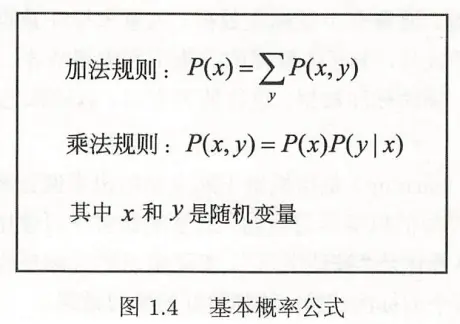 加法规则：P(x) = ∑_y P(x, y)
乘法规则：P(x, y) = P(x)P(y | x)
其中 x 和 y 是随机变量
图 1.4 基本概率公式